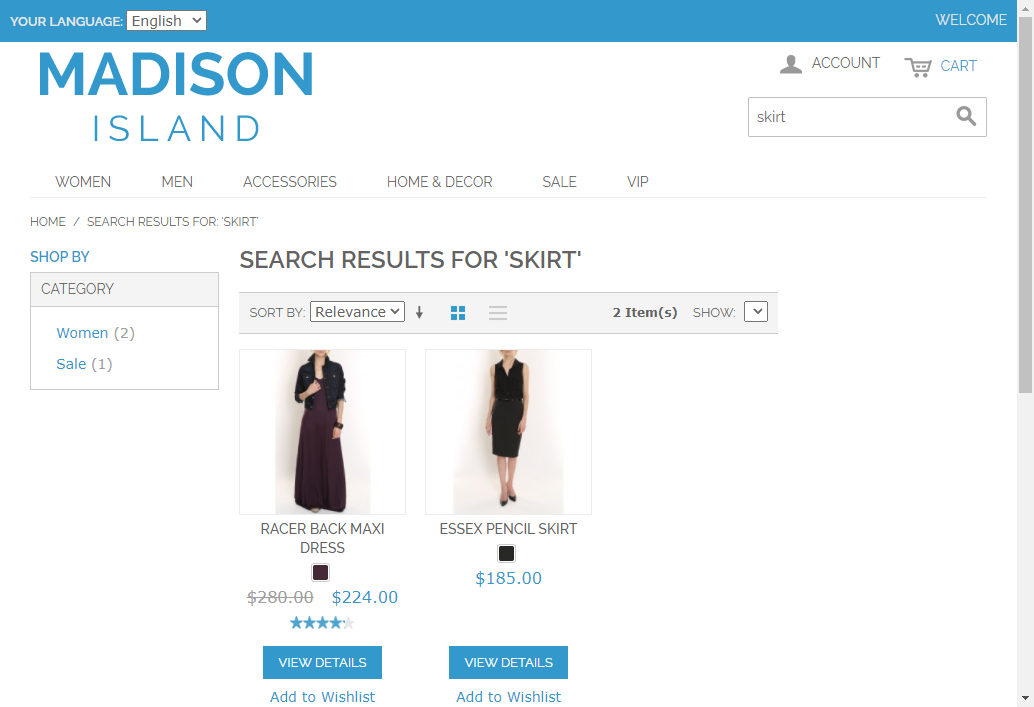 YOUR LANGUAGE: English
WELCOME
MADISON
ISLAND
ACCOUNT
CART
skirt
WOMEN
MEN
ACCESSORIES
HOME & DECOR
SALE
VIP
HOME / SEARCH RESULTS FOR: 'SKIRT'
SHOP BY
CATEGORY
Women (2)
Sale (1)
SEARCH RESULTS FOR 'SKIRT'
SORT BY: Relevance
2 Item(s)
SHOW:
RACER BACK MAXI
DRESS
$280.00 $224.00
VIEW DETAILS
Add to Wishlist
ESSEX PENCIL SKIRT
$185.00
VIEW DETAILS
Add to Wishlist